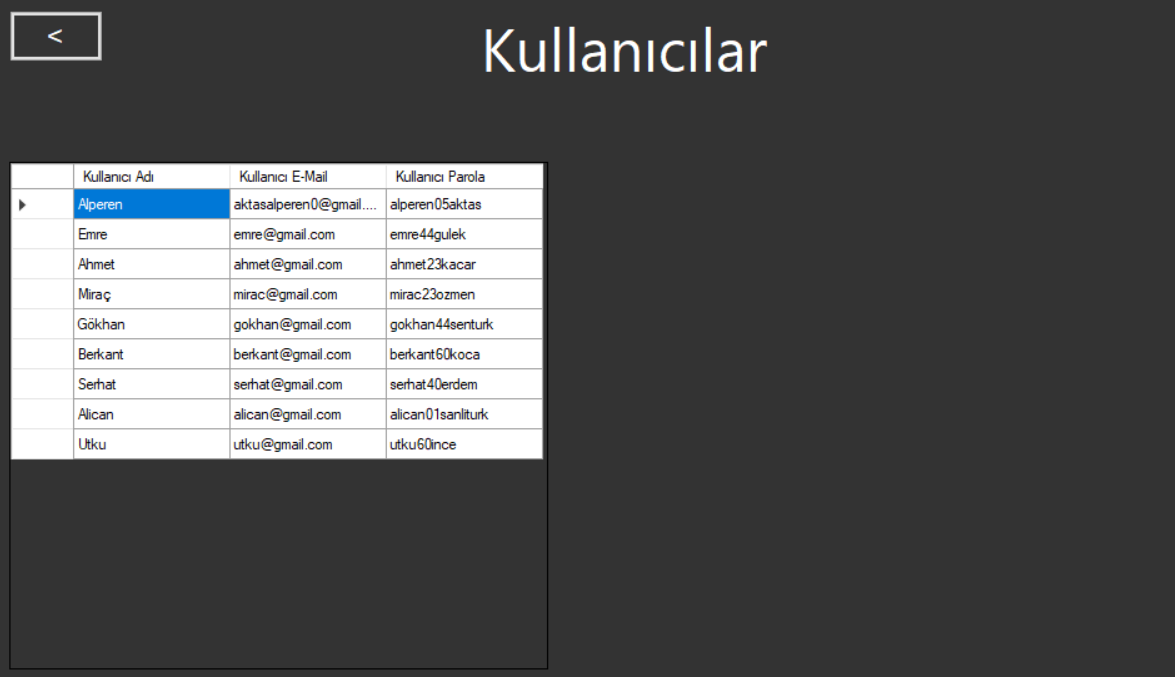 <
Kullanıcılar
Kullanıcı Adı Kullanıcı E-Mail Kullanıcı Parola
Alperen aktasalperen0@gmail.... alperen05aktas
Emre emre@gmail.com emre44gulek
Ahmet ahmet@gmail.com ahmet23kacar
Miraç mirac@gmail.com mirac23ozmen
Gökhan gokhan@gmail.com gokhan44senturk
Berkant berkant@gmail.com berkant60koca
Serhat serhat@gmail.com serhat40erdem
Alican alican@gmail.com alican01sanliturk
Utku utku@gmail.com utku60ince